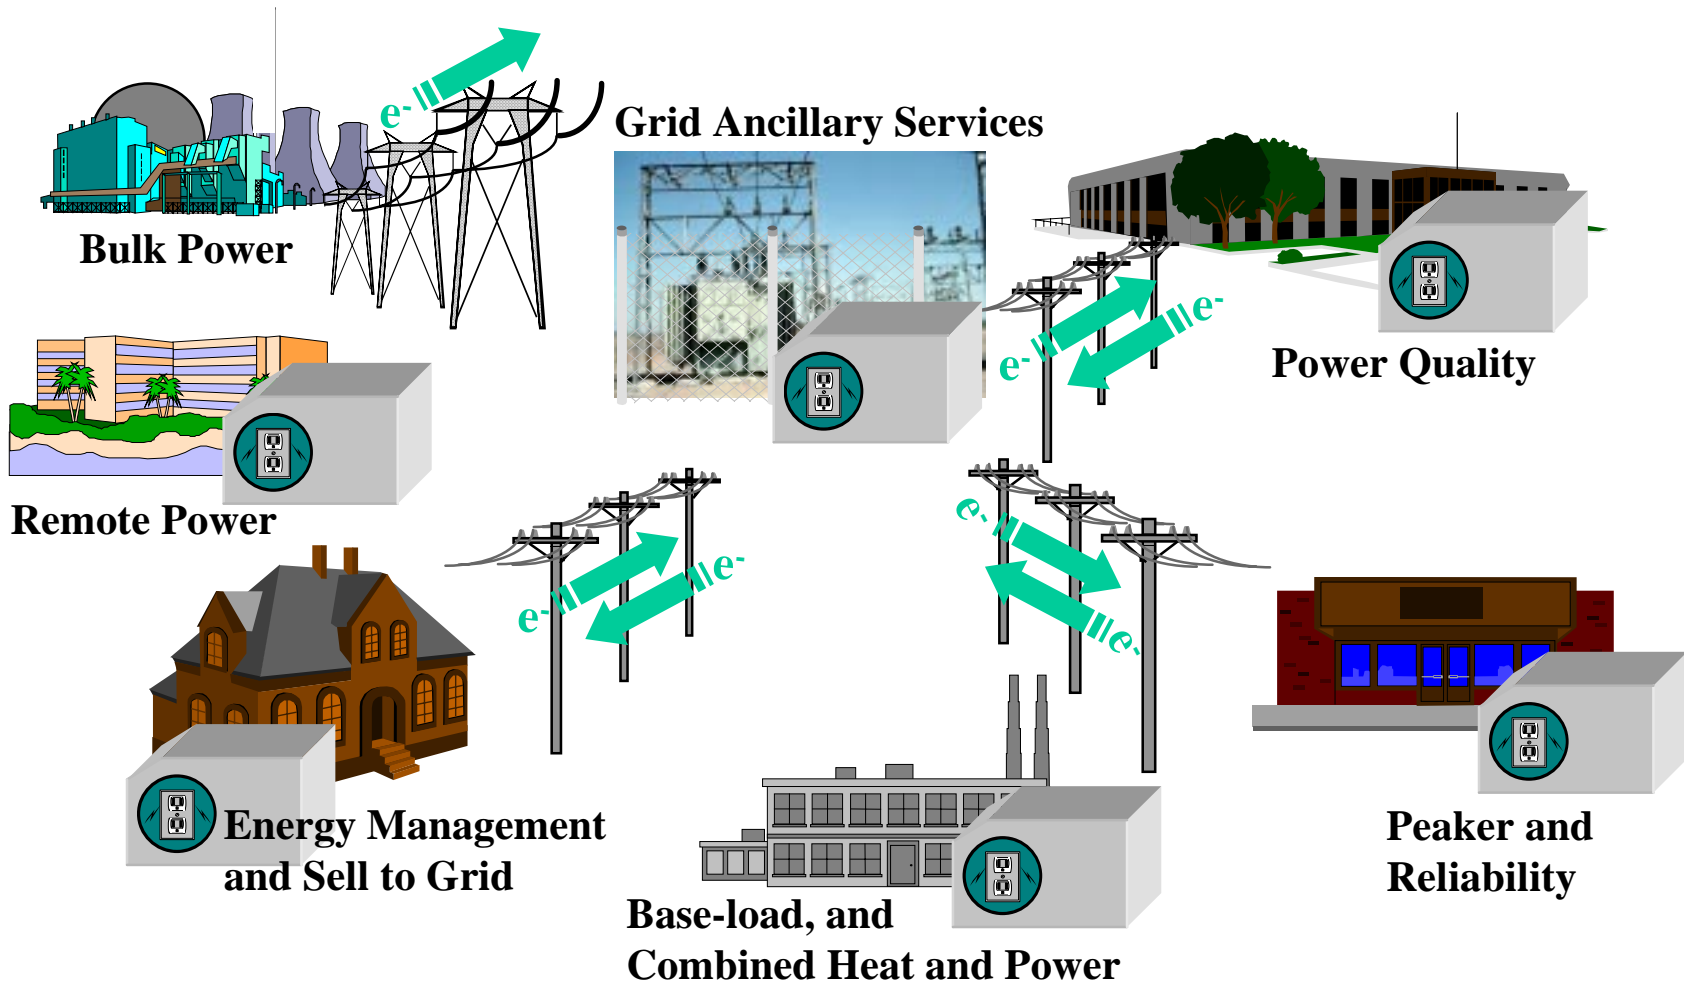 e-
Grid Ancillary Services
Bulk Power
e-
e-
Power Quality
Remote Power
e-
e-
e-
e-
Energy Management
and Sell to Grid
Peaker and
Reliability
Base-load, and
Combined Heat and Power